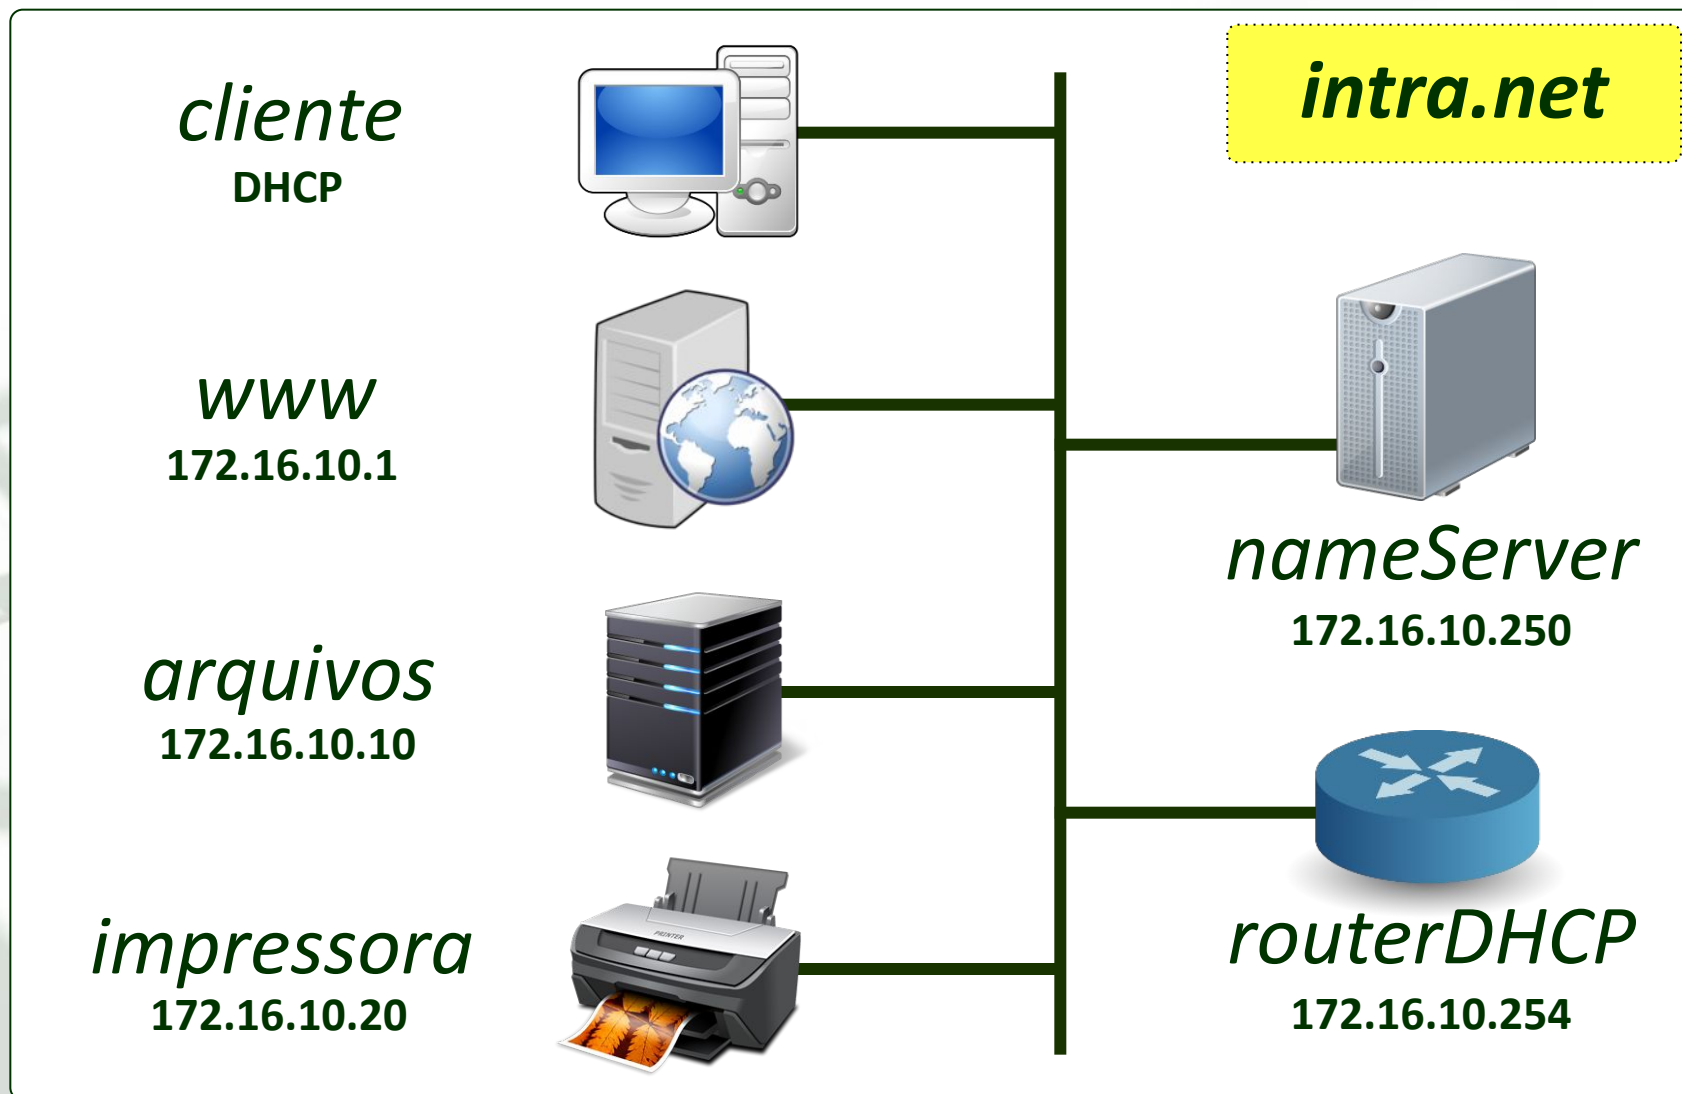 cliente
DHCP
www
172.16.10.1
arquivos
172.16.10.10
impressora
172.16.10.20
intra.net
nameServer
172.16.10.250
routerDHCP
172.16.10.254
PRINTER